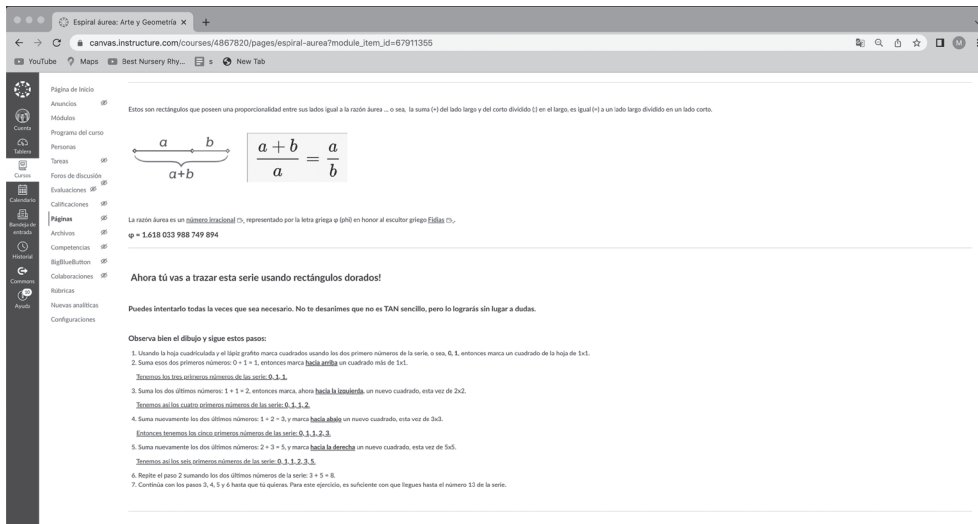 Espiral áurea: Arte y Geometría
canvas.instructure.com/courses/4867820/pages/espiral-aurea?module_item_id=67911355
M
YouTube Maps Best Nursery Rhy... s New Tab
Cuenta
Tablero
Cursos
Calendario
Bandeja de
entrada
Historial
Commons
10
Ayuda
Página de Inicio
Anuncios
Módulos
Programa del curso
Personas
Tareas
Foros de discusión
Evaluaciones
Calificaciones
Páginas
Archivos
Competencias
BigBlueButton
Colaboraciones
Rúbricas
Nuevas analíticas
Configuraciones
Estos son rectángulos que poseen una proporcionalidad entre sus lados igual a la razón áurea ... o sea, la suma (+) del lado largo y del corto dividido (:) en el largo, es igual (=) a un lado largo dividido en un lado corto.
a b
a+b
a + b / a = a / b
La razón áurea es un número irracional, representado por la letra griega φ (phi) en honor al escultor griego Fidias.
φ = 1.618 033 988 749 894
Ahora tú vas a trazar esta serie usando rectángulos dorados!
Puedes intentarlo todas la veces que sea necesario. No te desanimes que no es TAN sencillo, pero lo lograrás sin lugar a dudas.
Observa bien el dibujo y sigue estos pasos:
1. Usando la hoja cuadriculada y el lápiz grafito marca cuadrados usando los dos primero números de la serie, o sea, 0, 1, entonces marca un cuadrado de la hoja de 1x1.
2. Suma esos dos primeros números: 0 + 1 = 1, entonces marca hacia arriba un cuadrado más de 1x1.
Tenemos los tres primeros números de las serie: 0, 1, 1.
3. Suma los dos últimos números: 1 + 1 = 2, entonces marca, ahora hacia la izquierda, un nuevo cuadrado, esta vez de 2x2.
Tenemos así los cuatro primeros números de las serie: 0, 1, 1, 2.
4. Suma nuevamente los dos últimos números: 1 + 2 = 3, y marca hacia abajo un nuevo cuadrado, esta vez de 3x3.
Entonces tenemos los cinco primeros números de las serie: 0, 1, 1, 2, 3.
5. Suma nuevamente los dos últimos números: 2 + 3 = 5, y marca hacia la derecha un nuevo cuadrado, esta vez de 5x5.
Tenemos así los seis primeros números de las serie: 0, 1, 1, 2, 3, 5.
6. Repite el paso 2 sumando los dos últimos números de la serie: 3 + 5 = 8.
7. Continúa con los pasos 3, 4, 5 y 6 hasta que tú quieras. Para este ejercicio, es suficiente con que llegues hasta el número 13 de la serie.